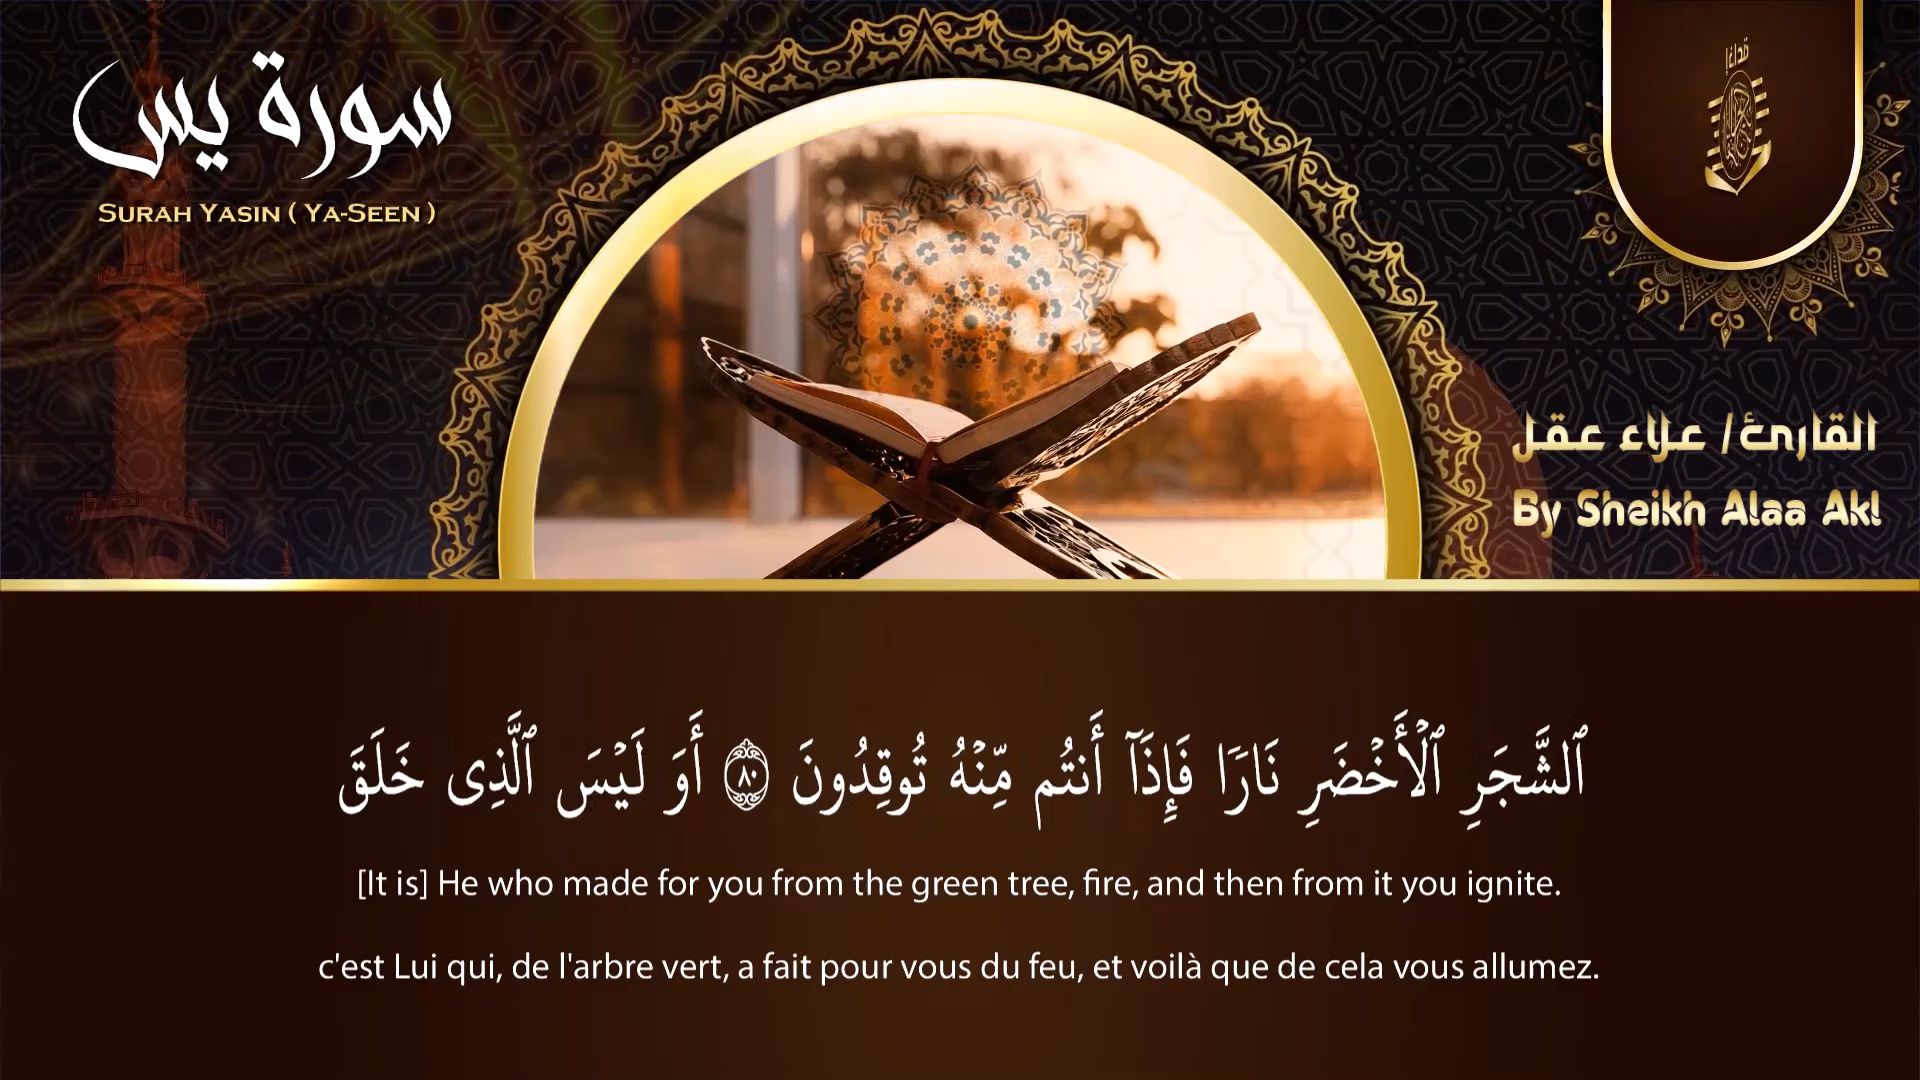 سورة يس
SURAH YASIN ( YA-SEEN )
القارئ/ علاء عقل
By Sheikh Alaa Akl
ٱلشَّجَرِ ٱلْأَخْضَرِ نَارًا فَإِذَآ أَنتُم مِّنْهُ تُوقِدُونَ ٨٠ أَوَ لَيْسَ ٱلَّذِى خَلَقَ
[It is] He who made for you from the green tree, fire, and then from it you ignite.
c'est Lui qui, de l'arbre vert, a fait pour vous du feu, et voilà que de cela vous allumez.